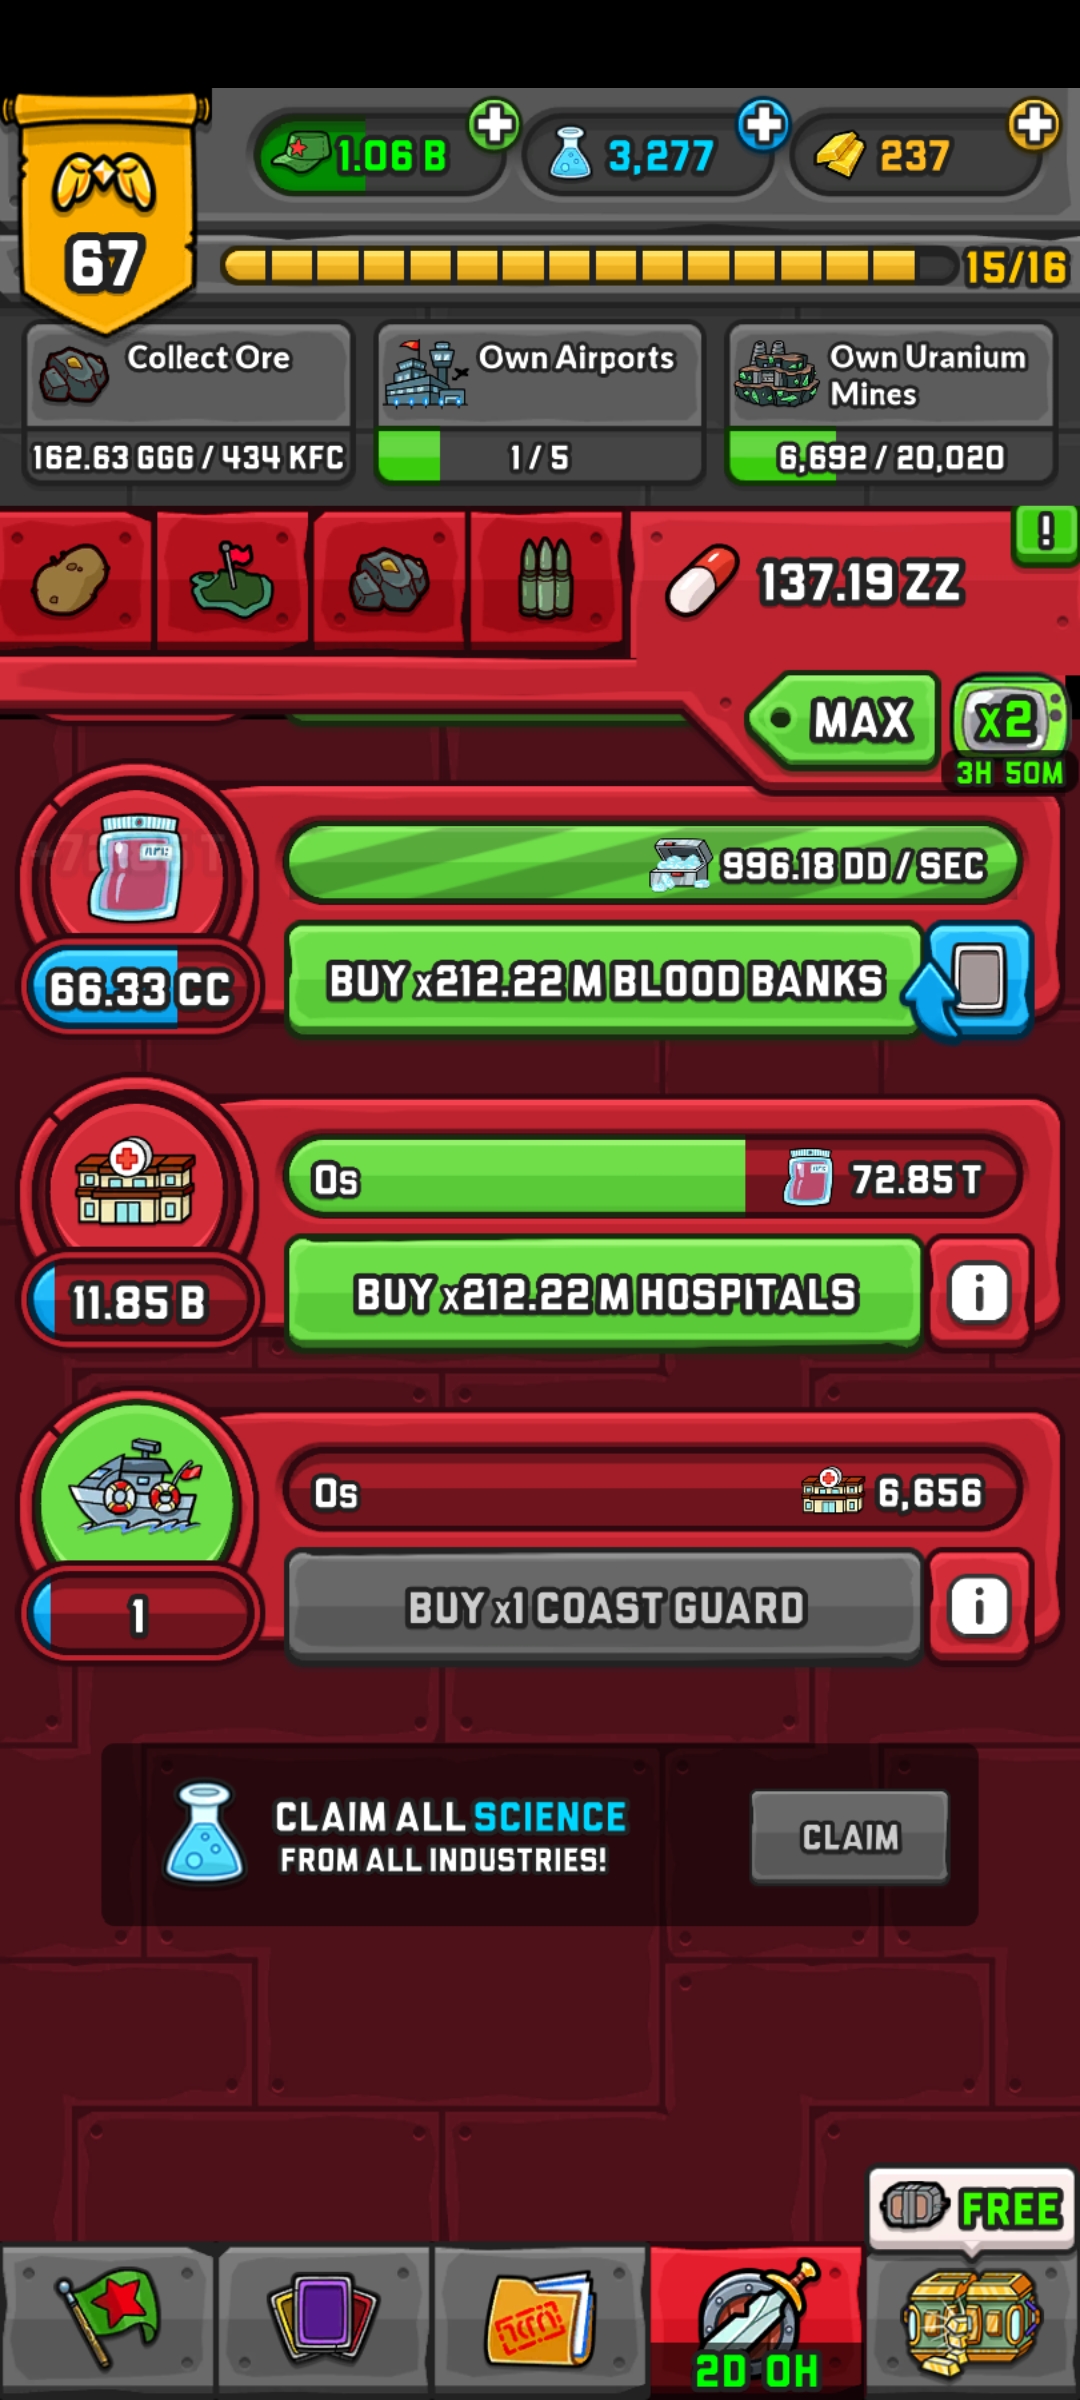 1.06 B
3,277
237
67
15/16
Collect Ore
162.63 GGG / 434 KFC
Own Airports
1 / 5
Own Uranium
Mines
6,692 / 20,020
!
137.19 ZZ
MAX
x2
3H 50M
996.18 DD / SEC
66.33 CC
BUY x212.22 M BLOOD BANKS
0s
72.85 T
11.85 B
BUY x212.22 M HOSPITALS
i
0s
6,656
1
BUY x1 COAST GUARD
i
CLAIM ALL SCIENCE
FROM ALL INDUSTRIES!
CLAIM
FREE
2D 0H